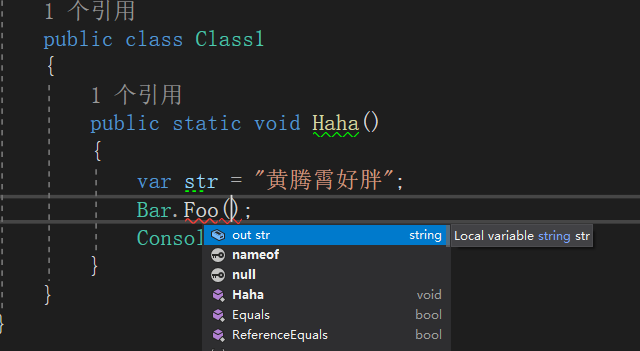 1 个引用
public class Class1
{
1 个引用
public static void Haha()
{
var str = "黄腾霄好胖";
Bar.Foo();
Consol
out str string Local variable string str
nameof
null
} Haha void
Equals bool
} ReferenceEquals bool
}